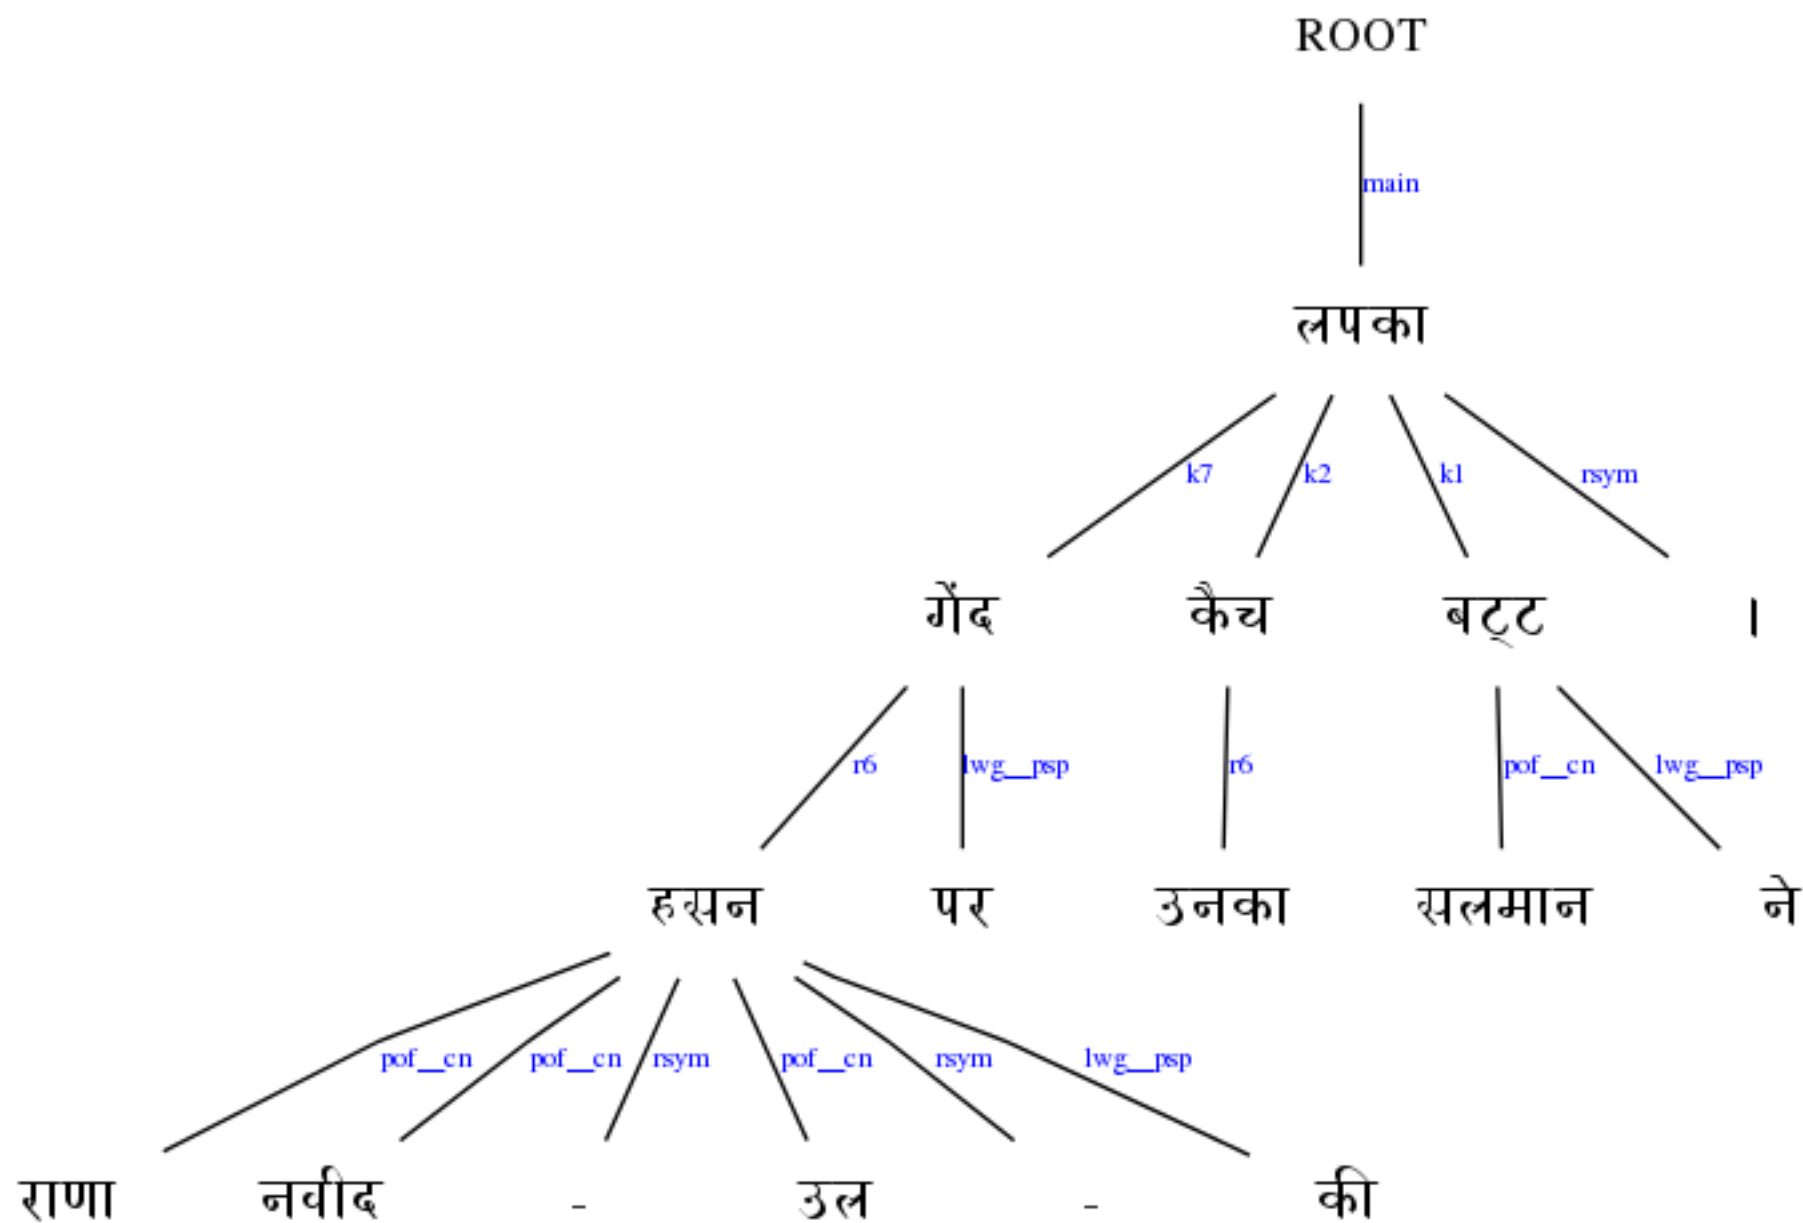 ROOT
main
लपका
k7 k2 k1 rsym
गेंद कैच बट्ट ।
r6 lwg__psp r6 pof__cn lwg__psp
हसन पर उनका सलमान ने
pof__cn pof__cn rsym pof__cn rsym lwg__psp
राणा नवीद - उल - की